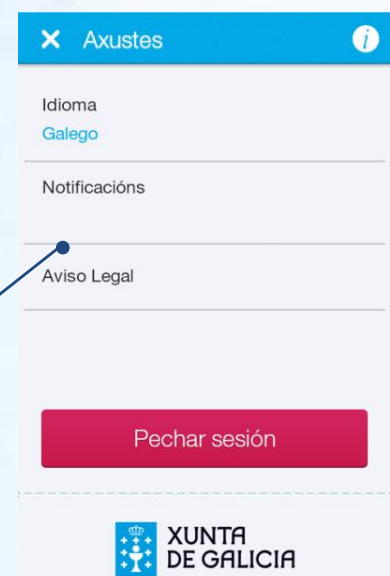 Axustes
Idioma
Galego
Notificacións
Aviso Legal
Pechar sesión
XUNTA
DE GALICIA